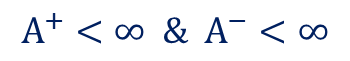 A⁺ < ∞ & A⁻ < ∞